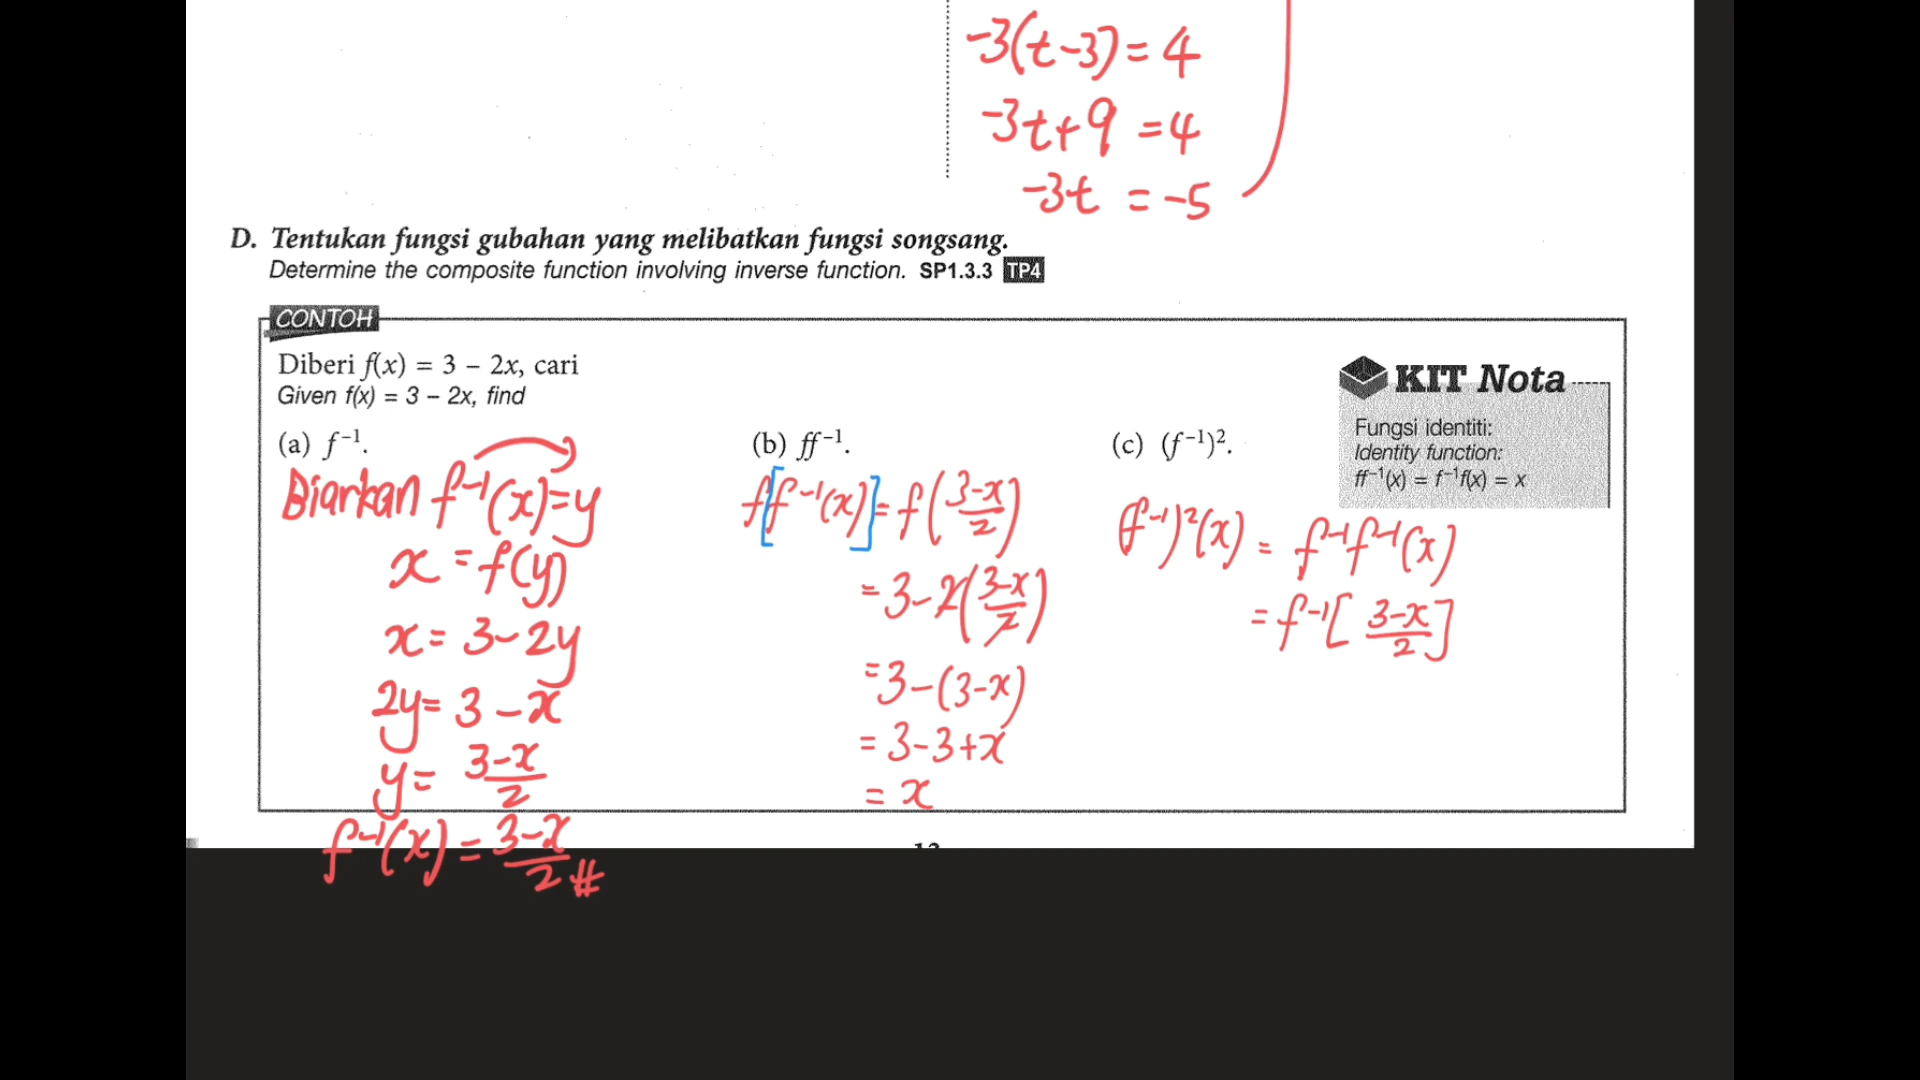 -3(t-3) = 4
-3t+9 = 4
-3t = -5
D. Tentukan fungsi gubahan yang melibatkan fungsi songsang.
Determine the composite function involving inverse function. SP1.3.3 TP4
CONTOH
Diberi f(x) = 3 – 2x, cari
Given f(x) = 3 – 2x, find
(a) f⁻¹.
Biarkan f⁻¹(x) = y
x = f(y)
x = 3-2y
2y = 3-x
y = (3-x)/2
f⁻¹(x) = (3-x)/2 #
(b) ff⁻¹.
f[f⁻¹(x)] = f((3-x)/2)
= 3-2((3-x)/2)
= 3-(3-x)
= 3-3+x
= x
(c) (f⁻¹)².
(f⁻¹)²(x) = f⁻¹f⁻¹(x)
= f⁻¹[(3-x)/2]
KIT Nota
Fungsi identiti:
Identity function:
ff⁻¹(x) = f⁻¹f(x) = x